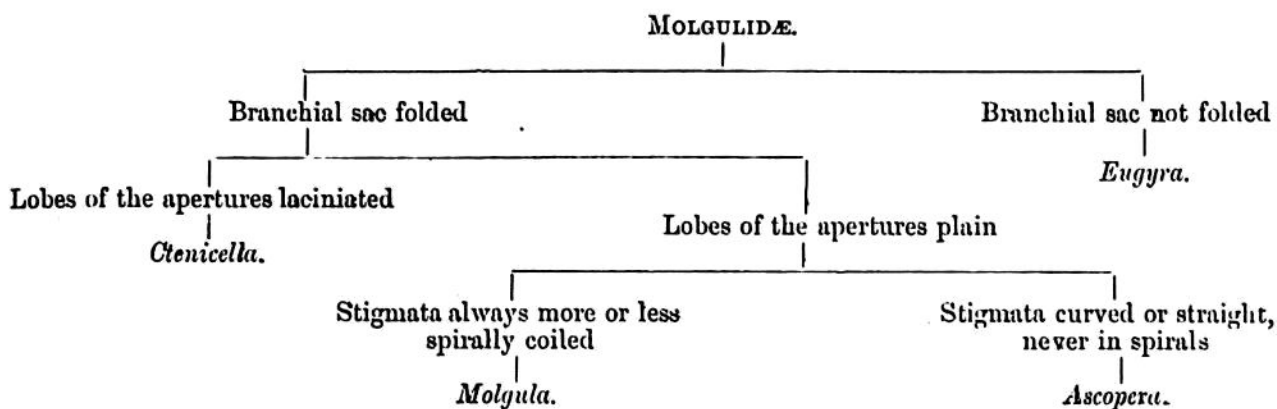 MOLGULIDÆ.
Branchial sac folded
Branchial sac not folded
Eugyra.
Lobes of the apertures laciniated
Ctenicella.
Lobes of the apertures plain
Stigmata always more or less
spirally coiled
Molgula.
Stigmata curved or straight,
never in spirals
Ascopera.